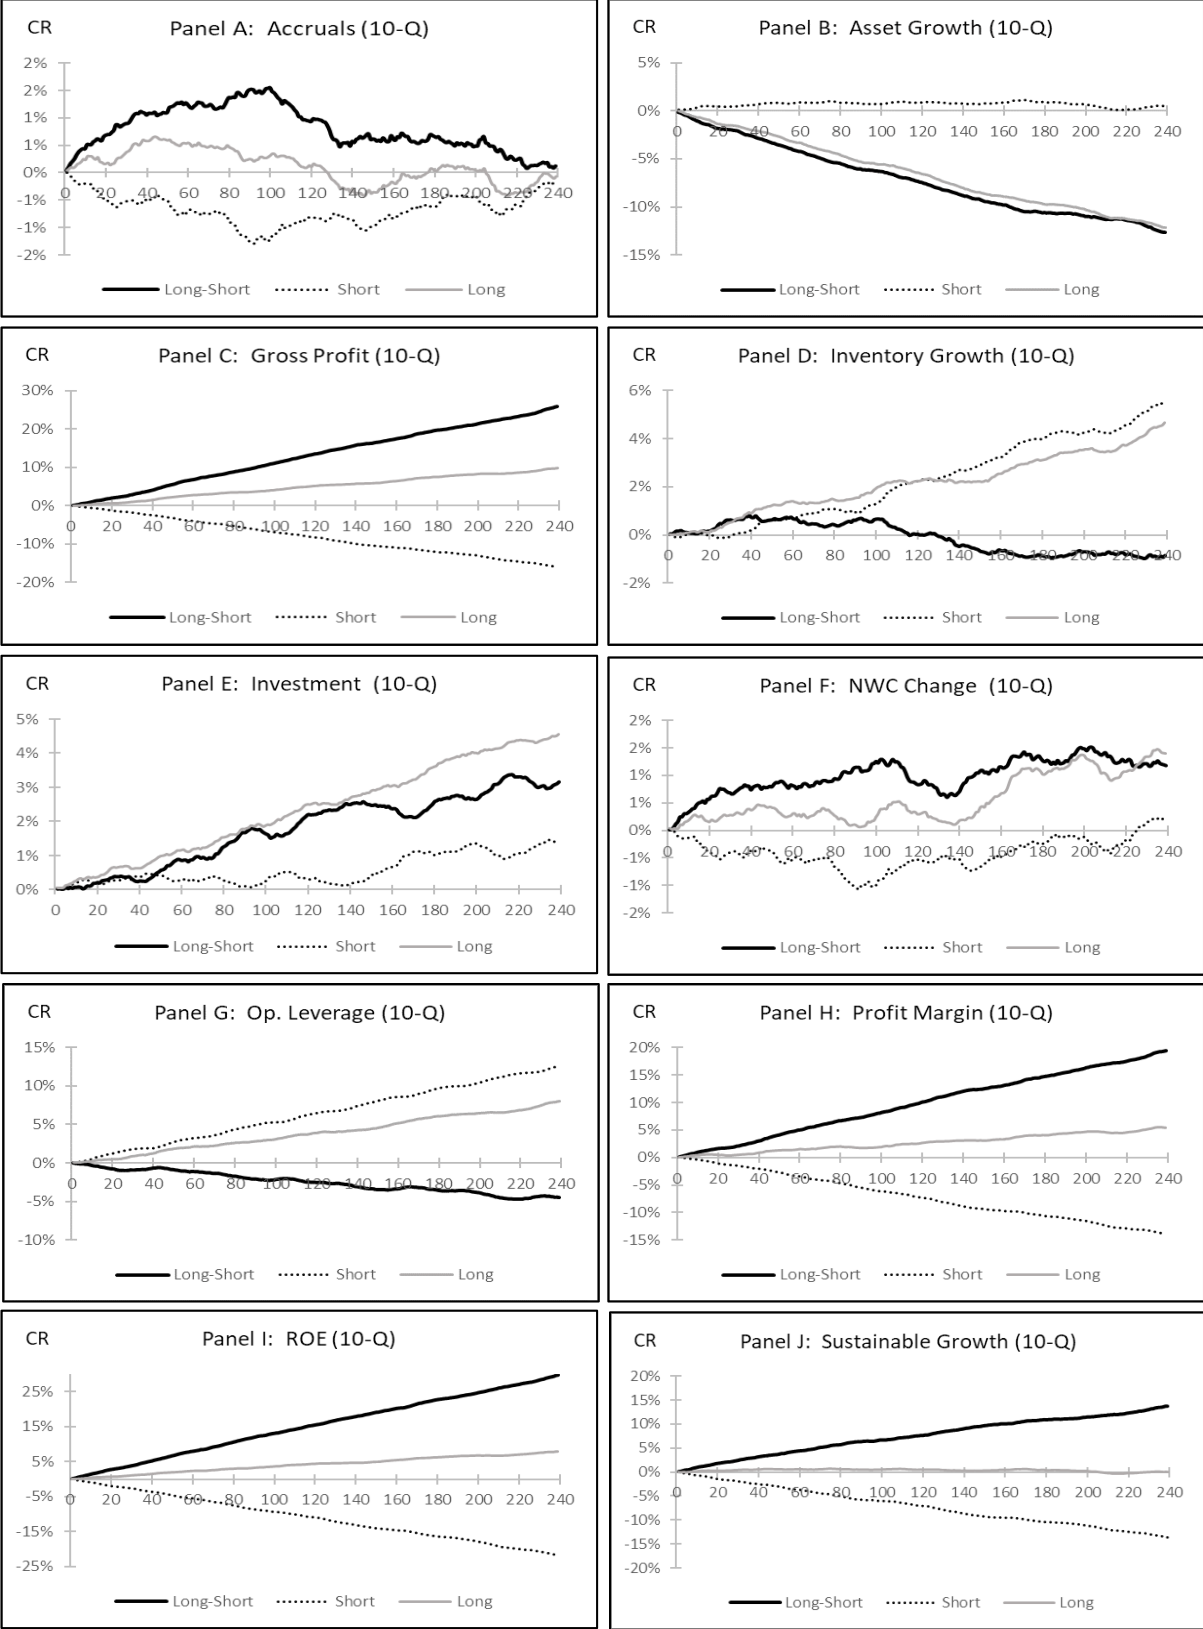 CR Panel A: Accruals (10-Q)
2%
2%
1%
1%
0%
-1%
-1%
-2%
0 20 40 60 80 100 120 140 160 180 200 220 240
Long-Short Short Long
CR Panel B: Asset Growth (10-Q)
5%
0%
-5%
-10%
-15%
0 20 40 60 80 100 120 140 160 180 200 220 240
Long-Short Short Long
CR Panel C: Gross Profit (10-Q)
30%
20%
10%
0%
-10%
-20%
0 20 40 60 80 100 120 140 160 180 200 220 240
Long-Short Short Long
CR Panel D: Inventory Growth (10-Q)
6%
4%
2%
0%
-2%
0 20 40 60 80 100 120 140 160 180 200 220 240
Long-Short Short Long
CR Panel E: Investment (10-Q)
5%
4%
3%
2%
1%
0%
0 20 40 60 80 100 120 140 160 180 200 220 240
Long-Short Short Long
CR Panel F: NWC Change (10-Q)
2%
2%
1%
1%
0%
-1%
-1%
-2%
0 20 40 60 80 100 120 140 160 180 200 220 240
Long-Short Short Long
CR Panel G: Op. Leverage (10-Q)
15%
10%
5%
0%
-5%
-10%
0 20 40 60 80 100 120 140 160 180 200 220 240
Long-Short Short Long
CR Panel H: Profit Margin (10-Q)
20%
15%
10%
5%
0%
-5%
-10%
-15%
0 20 40 60 80 100 120 140 160 180 200 220 240
Long-Short Short Long
CR Panel I: ROE (10-Q)
25%
15%
5%
-5%
-15%
-25%
0 20 40 60 80 100 120 140 160 180 200 220 240
Long-Short Short Long
CR Panel J: Sustainable Growth (10-Q)
20%
15%
10%
5%
0%
-5%
-10%
-15%
-20%
0 20 40 60 80 100 120 140 160 180 200 220 240
Long-Short Short Long